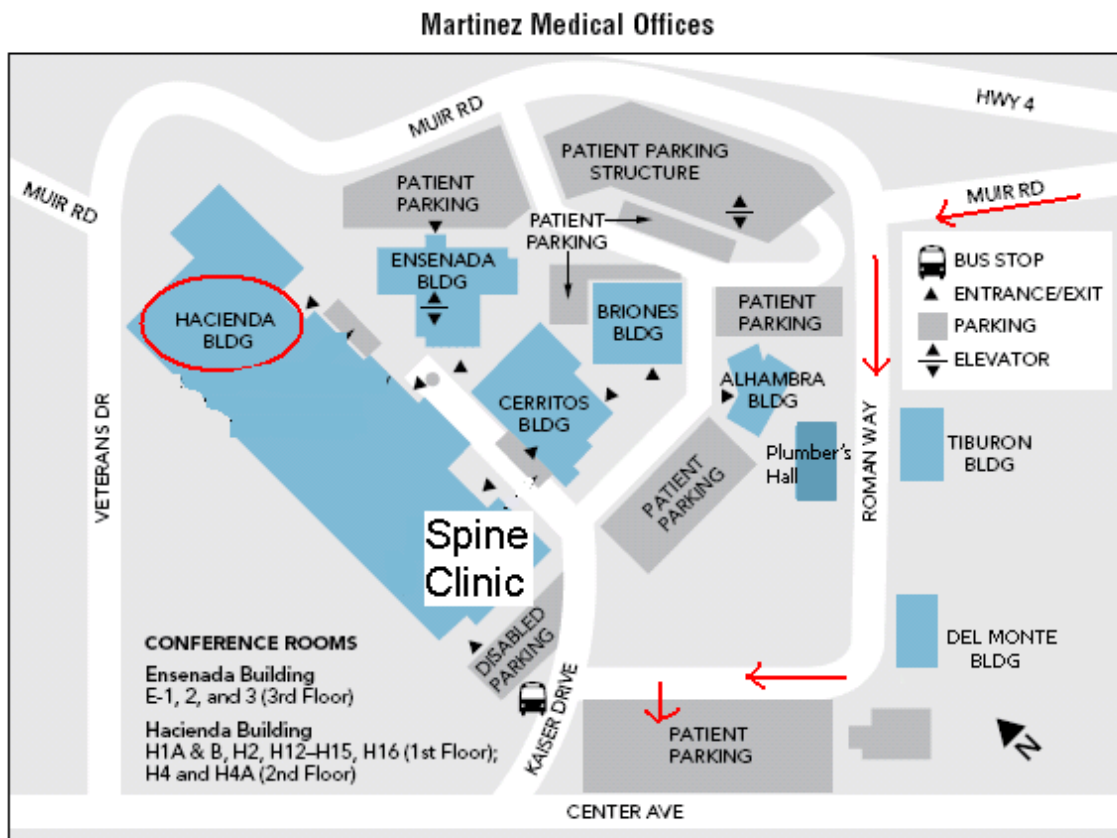 Martinez Medical Offices
HWY 4
MUIR RD
PATIENT PARKING
STRUCTURE
PATIENT
PARKING
MUIR RD
MUIR RD
PATIENT
PARKING
BUS STOP
ENTRANCE/EXIT
PARKING
ELEVATOR
ENSENADA
BLDG
HACIENDA
BLDG
BRIONES
BLDG
PATIENT
PARKING
ALHAMBRA
BLDG
CERRITOS
BLDG
VETERANS DR
Plumber's
Hall
PATIENT
PARKING
ROMAN WAY
TIBURON
BLDG
Spine
Clinic
DISABLED
PARKING
DEL MONTE
BLDG
CONFERENCE ROOMS
Ensenada Building
E-1, 2, and 3 (3rd Floor)
Hacienda Building
H1A & B, H2, H12–H15, H16 (1st Floor);
H4 and H4A (2nd Floor)
KAISER DRIVE
PATIENT
PARKING
N
CENTER AVE